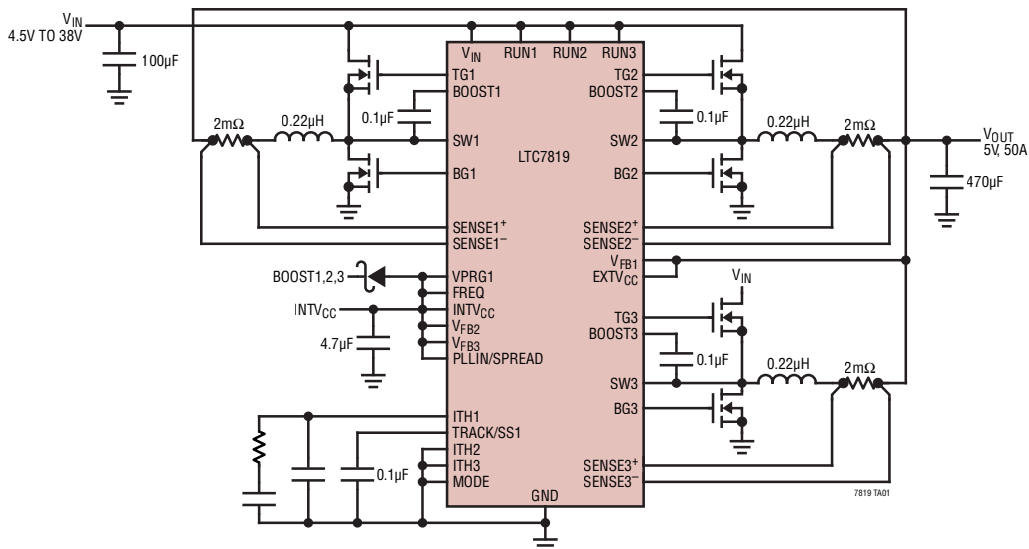 VIN
4.5V TO 38V
100µF
VIN RUN1 RUN2 RUN3
TG1
BOOST1
0.1µF
2mΩ
0.22µH
SW1
BG1
SENSE1+
SENSE1–
LTC7819
TG2
BOOST2
0.1µF
SW2
0.22µH
2mΩ
VOUT
5V, 50A
470µF
BG2
SENSE2+
SENSE2–
VFB1
EXTVCC
BOOST1,2,3
VPRG1
FREQ
INTVCC
INTVCC
VFB2
VFB3
PLLIN/SPREAD
4.7µF
VIN
TG3
BOOST3
0.1µF
SW3
0.22µH
2mΩ
BG3
SENSE3+
SENSE3–
ITH1
TRACK/SS1
ITH2
ITH3
MODE
0.1µF
GND
7819 TA01